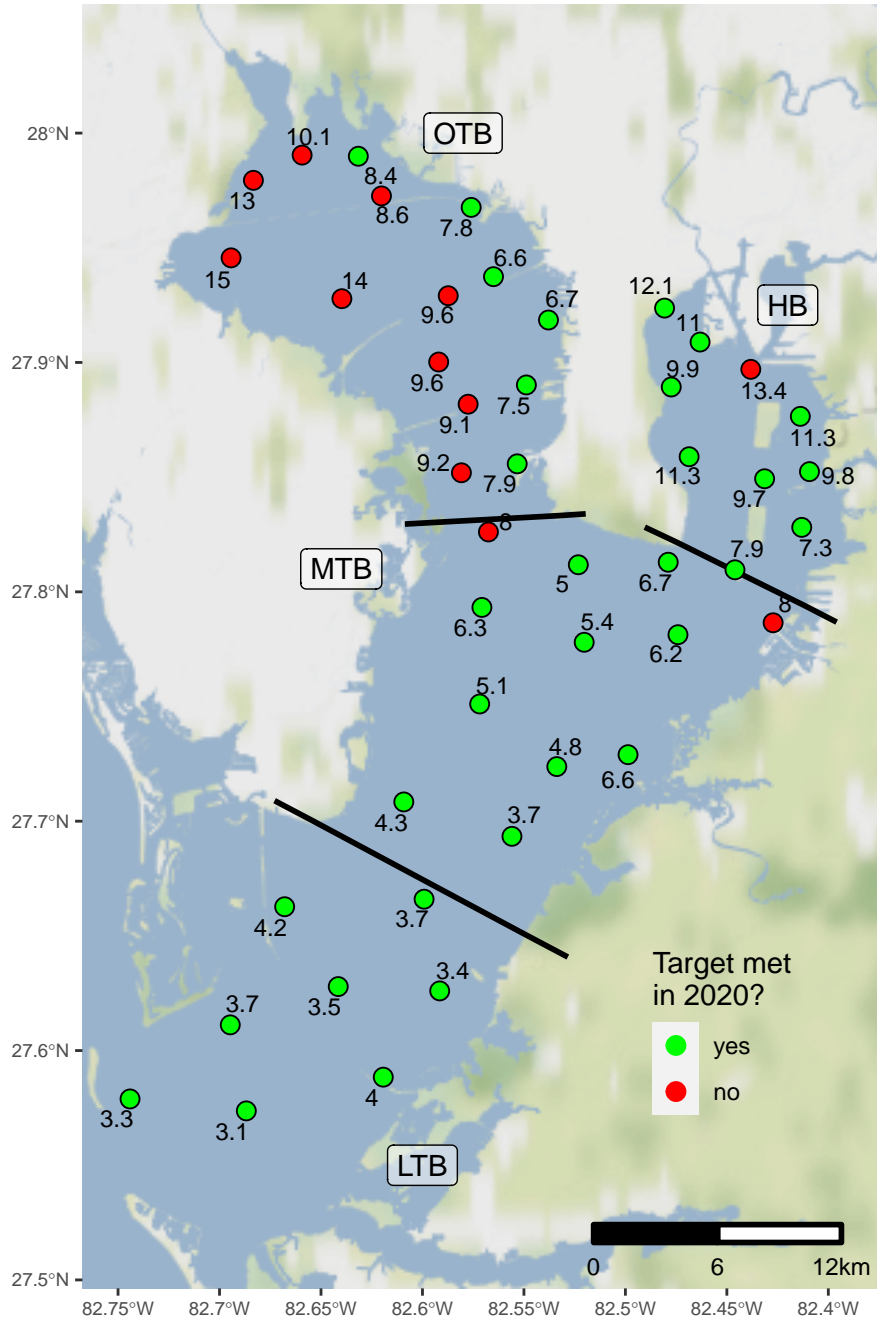 28°N
10.1
OTB
8.4
13
8.6
7.8
6.6
15
14
9.6
6.7
12.1
11
HB
27.9°N
9.6
7.5
9.9
13.4
9.1
11.3
9.2
7.9
11.3
9.7
9.8
8
7.9
7.3
MTB
5
6.7
27.8°N
6.3
5.4
6.2
8
5.1
4.8
6.6
4.3
3.7
27.7°N
4.2
3.7
3.4
3.5
3.7
Target met
in 2020?
yes
no
27.6°N
3.3
3.1
4
LTB
0 6 12km
27.5°N
82.75°W 82.7°W 82.65°W 82.6°W 82.55°W 82.5°W 82.45°W 82.4°W